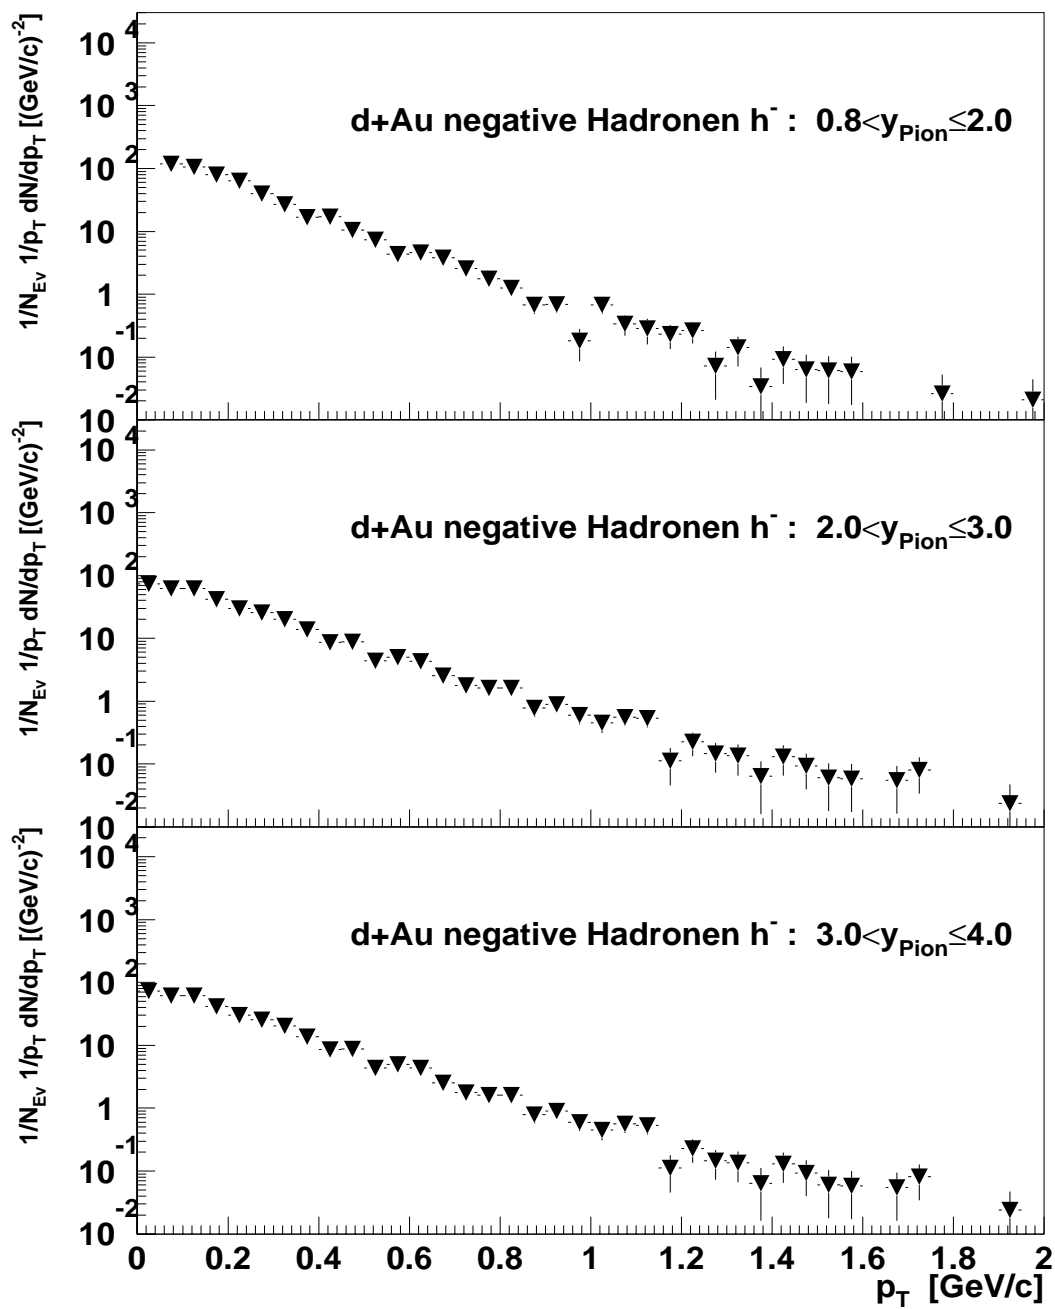 1/N_Ev 1/p_T dN/dp_T [(GeV/c)^-2]
10^4
10^3
10^2
10
1
10^-1
10^-2
d+Au negative Hadronen h^- : 0.8<y_Pion≤2.0
1/N_Ev 1/p_T dN/dp_T [(GeV/c)^-2]
10^4
10^3
10^2
10
1
10^-1
10^-2
d+Au negative Hadronen h^- : 2.0<y_Pion≤3.0
1/N_Ev 1/p_T dN/dp_T [(GeV/c)^-2]
10^4
10^3
10^2
10
1
10^-1
10^-2
d+Au negative Hadronen h^- : 3.0<y_Pion≤4.0
0 0.2 0.4 0.6 0.8 1 1.2 1.4 1.6 1.8 2
p_T [GeV/c]